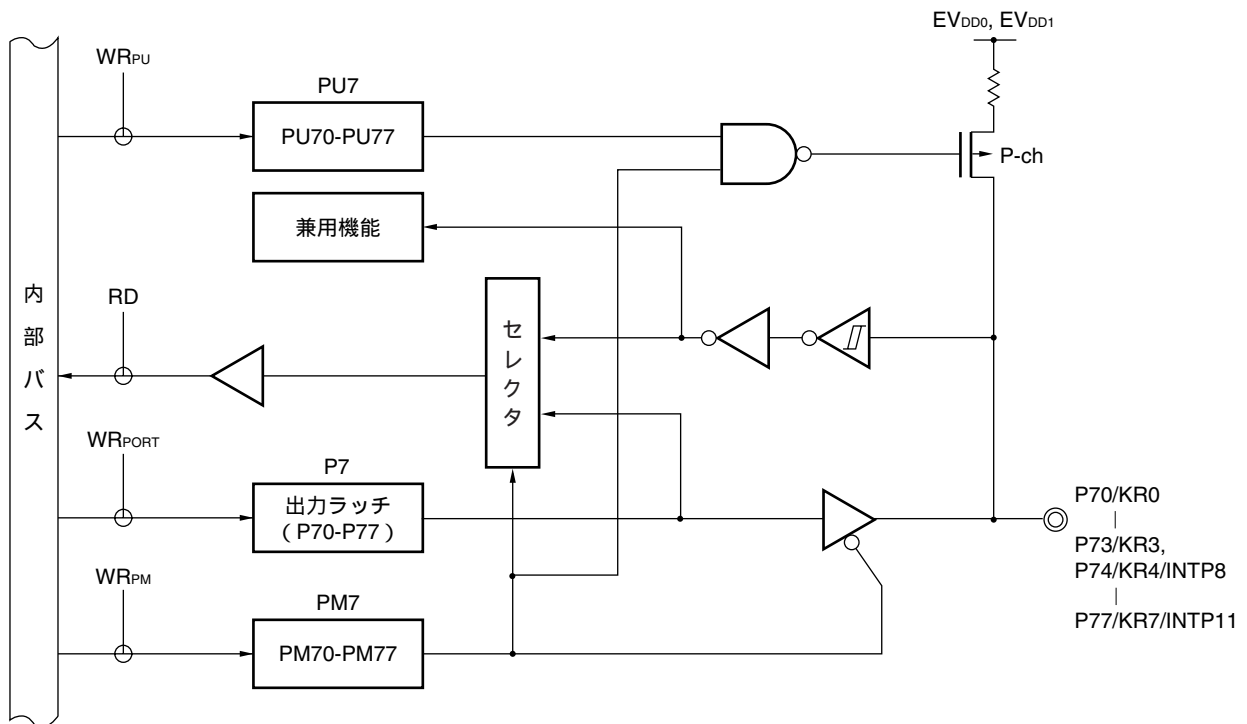 EVDD0, EVDD1
WRPU
PU7
PU70-PU77
P-ch
兼用機能
内部バス
RD
セレクタ
WRPORT
P7
出力ラッチ
（P70-P77）
P70/KR0
P73/KR3,
P74/KR4/INTP8
P77/KR7/INTP11
WRPM
PM7
PM70-PM77